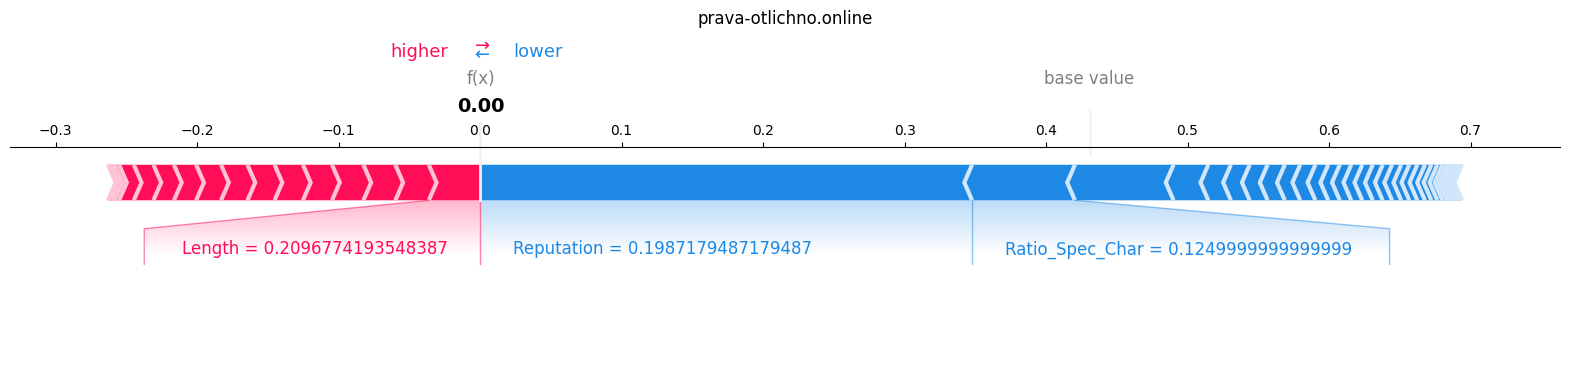 prava-otlichno.online
higher → ← lower
f(x) base value
0.00
−0.3 −0.2 −0.1 0.0 0.1 0.2 0.3 0.4 0.5 0.6 0.7
Length = 0.2096774193548387 Reputation = 0.1987179487179487 Ratio_Spec_Char = 0.1249999999999999